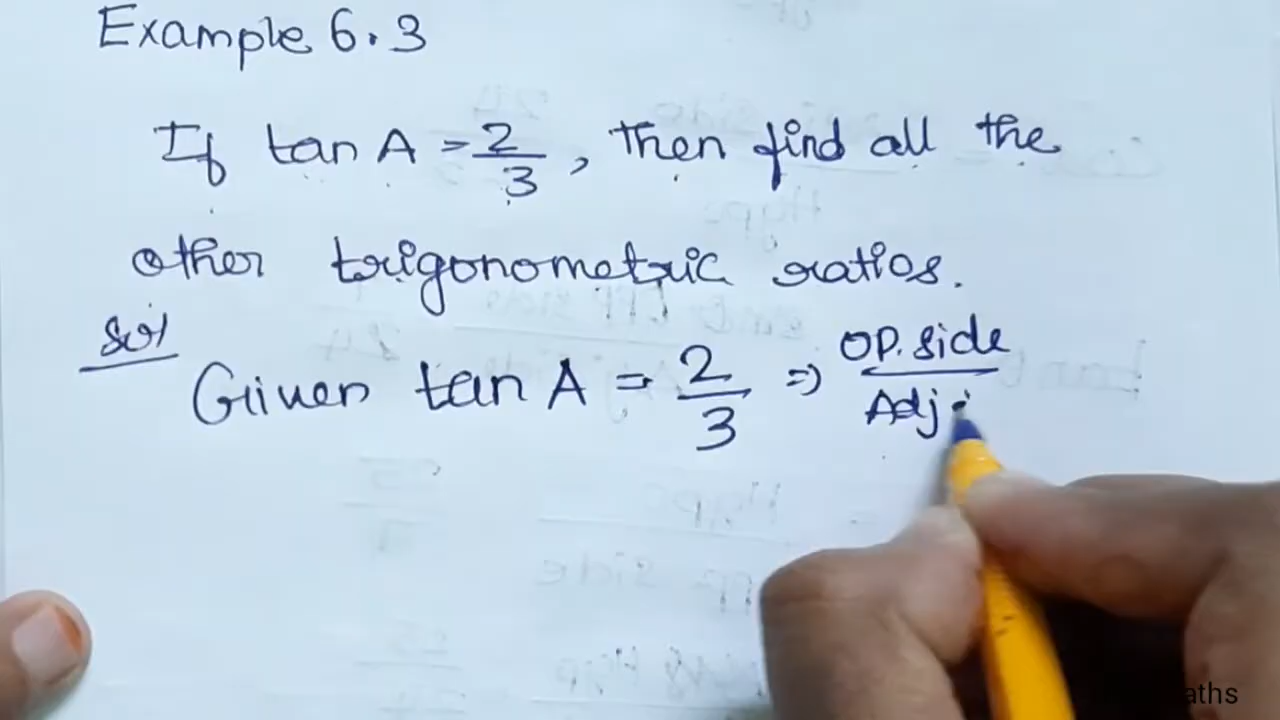 Example 6.3
If tan A = 2/3, then find all the
other trigonometric ratios.
Sol
Given tan A = 2/3 => OP. side / Adj.
aths